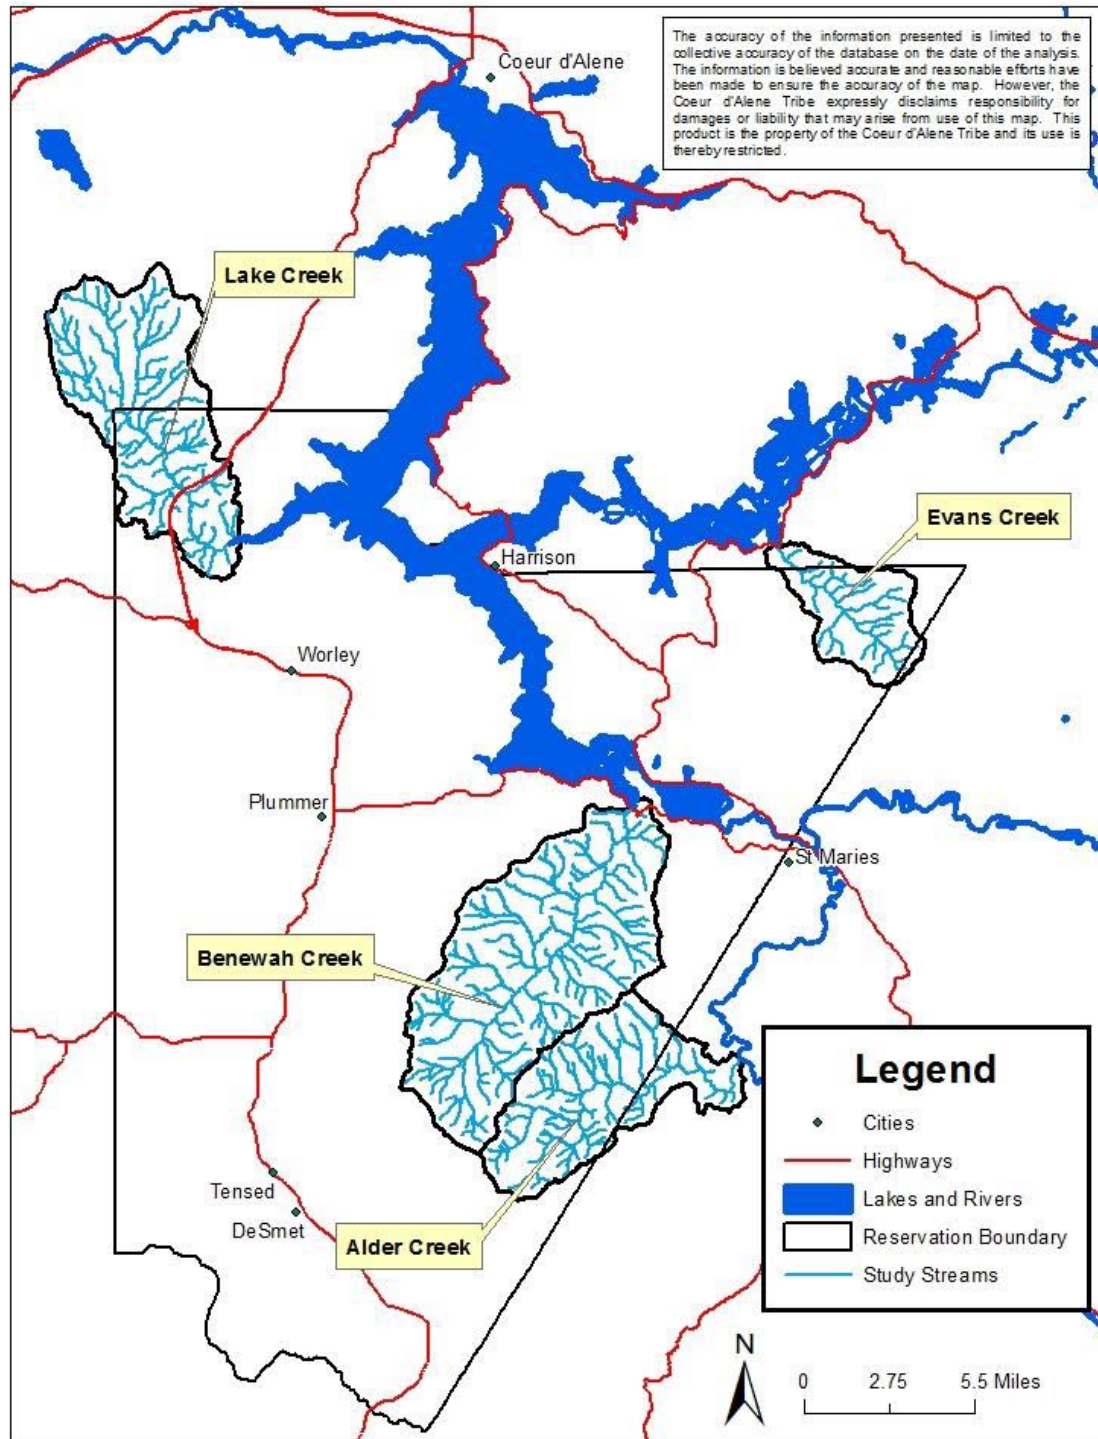 The accuracy of the information presented is limited to the
collective accuracy of the database on the date of the analysis.
The information is believed accurate and reasonable efforts have
been made to ensure the accuracy of the map.  However, the
Coeur d'Alene Tribe expressly disclaims responsibility for
damages or liability that may arise from use of this map.  This
product is the property of the Coeur d'Alene Tribe and its use is
thereby restricted.
Coeur d'Alene
Lake Creek
Evans Creek
Harrison
Worley
Plummer
St Maries
Benewah Creek
Tensed
DeSmet
Alder Creek
Legend
Cities
Highways
Lakes and Rivers
Reservation Boundary
Study Streams
N
0 2.75 5.5 Miles